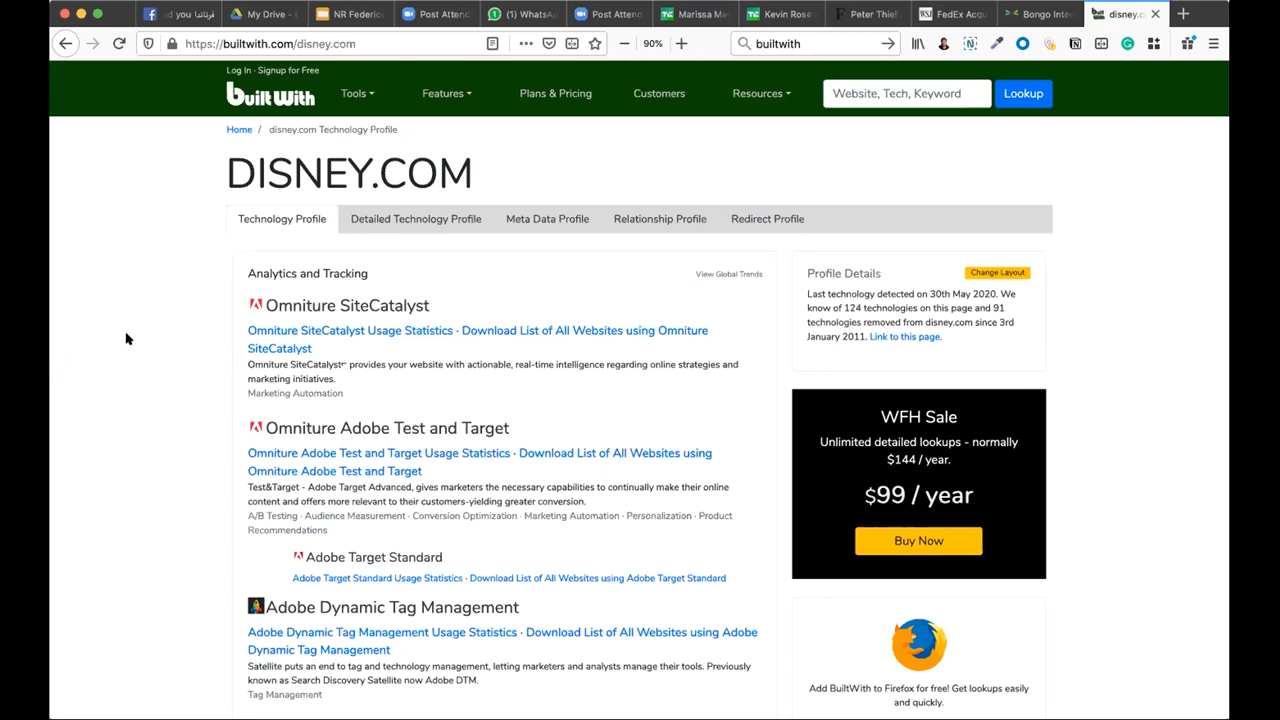 ed you فرناندا
My Drive - G
NR Federico
Post Attend
(1) WhatsA
Post Attend
Marissa Me
Kevin Rose
Peter Thiel
FedEx Acqu
Bongo Inter
disney.co
https://builtwith.com/disney.com
90%
builtwith
Log In · Signup for Free
built With
Tools
Features
Plans & Pricing
Customers
Resources
Website, Tech, Keyword
Lookup
Home / disney.com Technology Profile
DISNEY.COM
Technology Profile
Detailed Technology Profile
Meta Data Profile
Relationship Profile
Redirect Profile
Analytics and Tracking
View Global Trends
Omniture SiteCatalyst
Omniture SiteCatalyst Usage Statistics · Download List of All Websites using Omniture
SiteCatalyst
Omniture SiteCatalyst™ provides your website with actionable, real-time intelligence regarding online strategies and
marketing initiatives.
Marketing Automation
Omniture Adobe Test and Target
Omniture Adobe Test and Target Usage Statistics · Download List of All Websites using
Omniture Adobe Test and Target
Test&Target - Adobe Target Advanced, gives marketers the necessary capabilities to continually make their online
content and offers more relevant to their customers-yielding greater conversion.
A/B Testing · Audience Measurement · Conversion Optimization · Marketing Automation · Personalization · Product
Recommendations
Adobe Target Standard
Adobe Target Standard Usage Statistics · Download List of All Websites using Adobe Target Standard
Adobe Dynamic Tag Management
Adobe Dynamic Tag Management Usage Statistics · Download List of All Websites using Adobe
Dynamic Tag Management
Satellite puts an end to tag and technology management, letting marketers and analysts manage their tools. Previously
known as Search Discovery Satellite now Adobe DTM.
Tag Management
Profile Details
Change Layout
Last technology detected on 30th May 2020. We
know of 124 technologies on this page and 91
technologies removed from disney.com since 3rd
January 2011. Link to this page.
WFH Sale
Unlimited detailed lookups - normally
$144 / year.
$99 / year
Buy Now
Add BuiltWith to Firefox for free! Get lookups easily
and quickly.